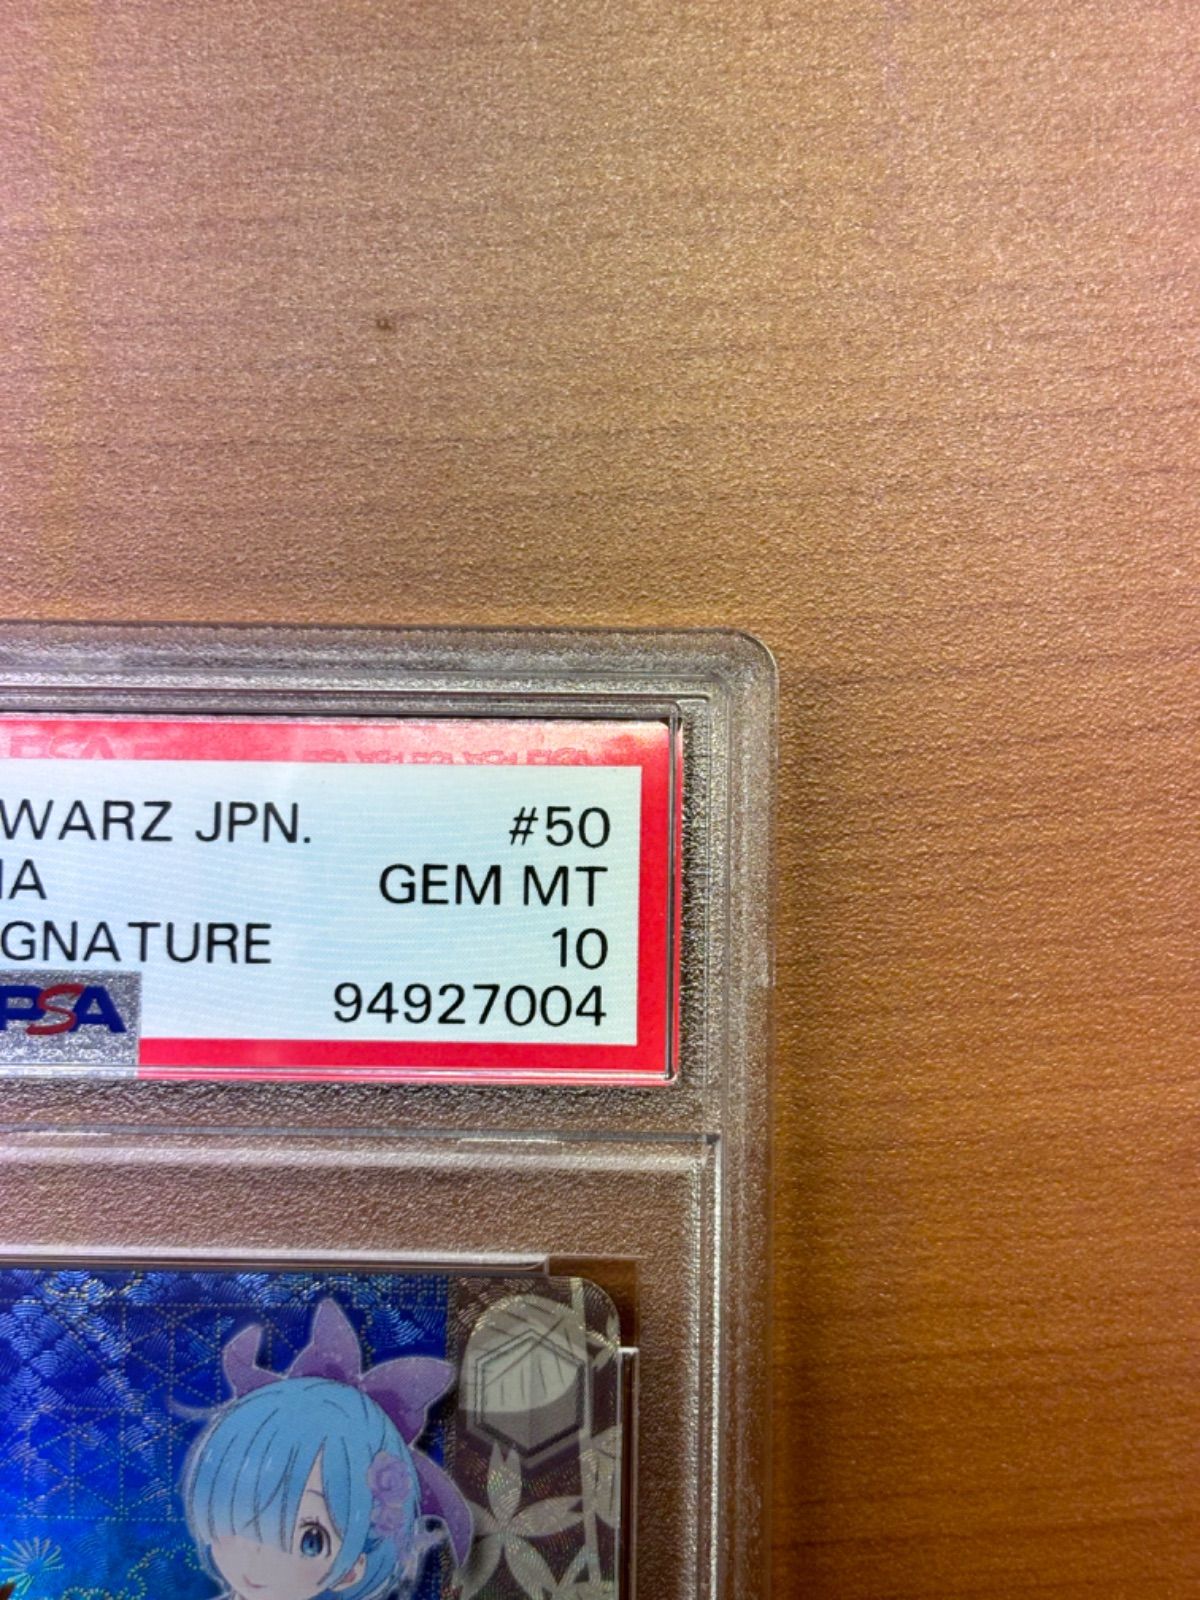 WARZ JPN. #50
IA GEM MT
GNATURE 10
PSA 94927004